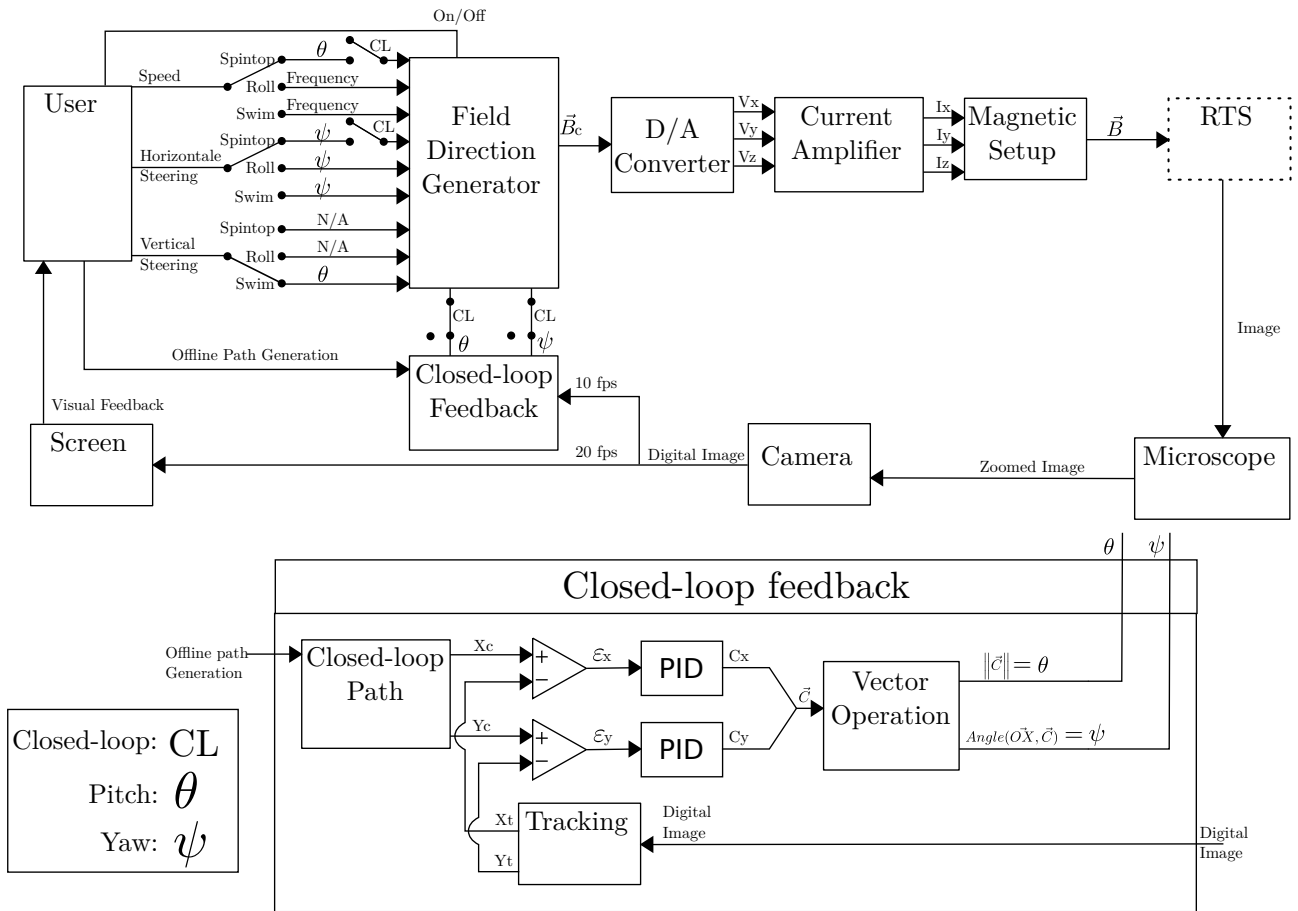 On/Off
Spintop
θ
CL
Speed
Roll
Frequency
User
Swim
Frequency
Spintop
ψ
CL
Horizontale
Steering
Roll
ψ
Swim
ψ
Spintop
N/A
Vertical
Steering
Roll
N/A
Swim
θ
Field
Direction
Generator
B⃗c
D/A
Converter
Vx
Vy
Vz
Current
Amplifier
Ix
Iy
Iz
Magnetic
Setup
B⃗
RTS
CL
CL
θ
ψ
Offline Path Generation
Closed-loop
Feedback
10 fps
Image
Visual Feedback
Screen
20 fps
Digital Image
Camera
Zoomed Image
Microscope
θ
ψ
Closed-loop feedback
Offline path
Generation
Closed-loop
Path
Xc
+
−
εx
PID
Cx
Yc
+
−
εy
PID
Cy
C⃗
Vector
Operation
‖C⃗‖ = θ
Angle(OX⃗, C⃗) = ψ
Xt
Yt
Tracking
Digital
Image
Digital
Image
Closed-loop: CL
Pitch: θ
Yaw: ψ